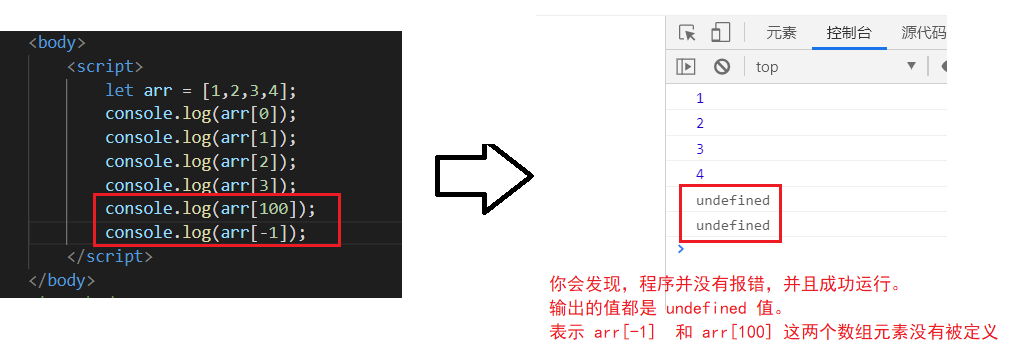 <body>
<script>
let arr = [1,2,3,4];
console.log(arr[0]);
console.log(arr[1]);
console.log(arr[2]);
console.log(arr[3]);
console.log(arr[100]);
console.log(arr[-1]);
</script>
</body>
元素 控制台 源代码
top
1
2
3
4
undefined
undefined
你会发现，程序并没有报错，并且成功运行。
输出的值都是 undefined 值。
表示 arr[-1] 和 arr[100] 这两个数组元素没有被定义